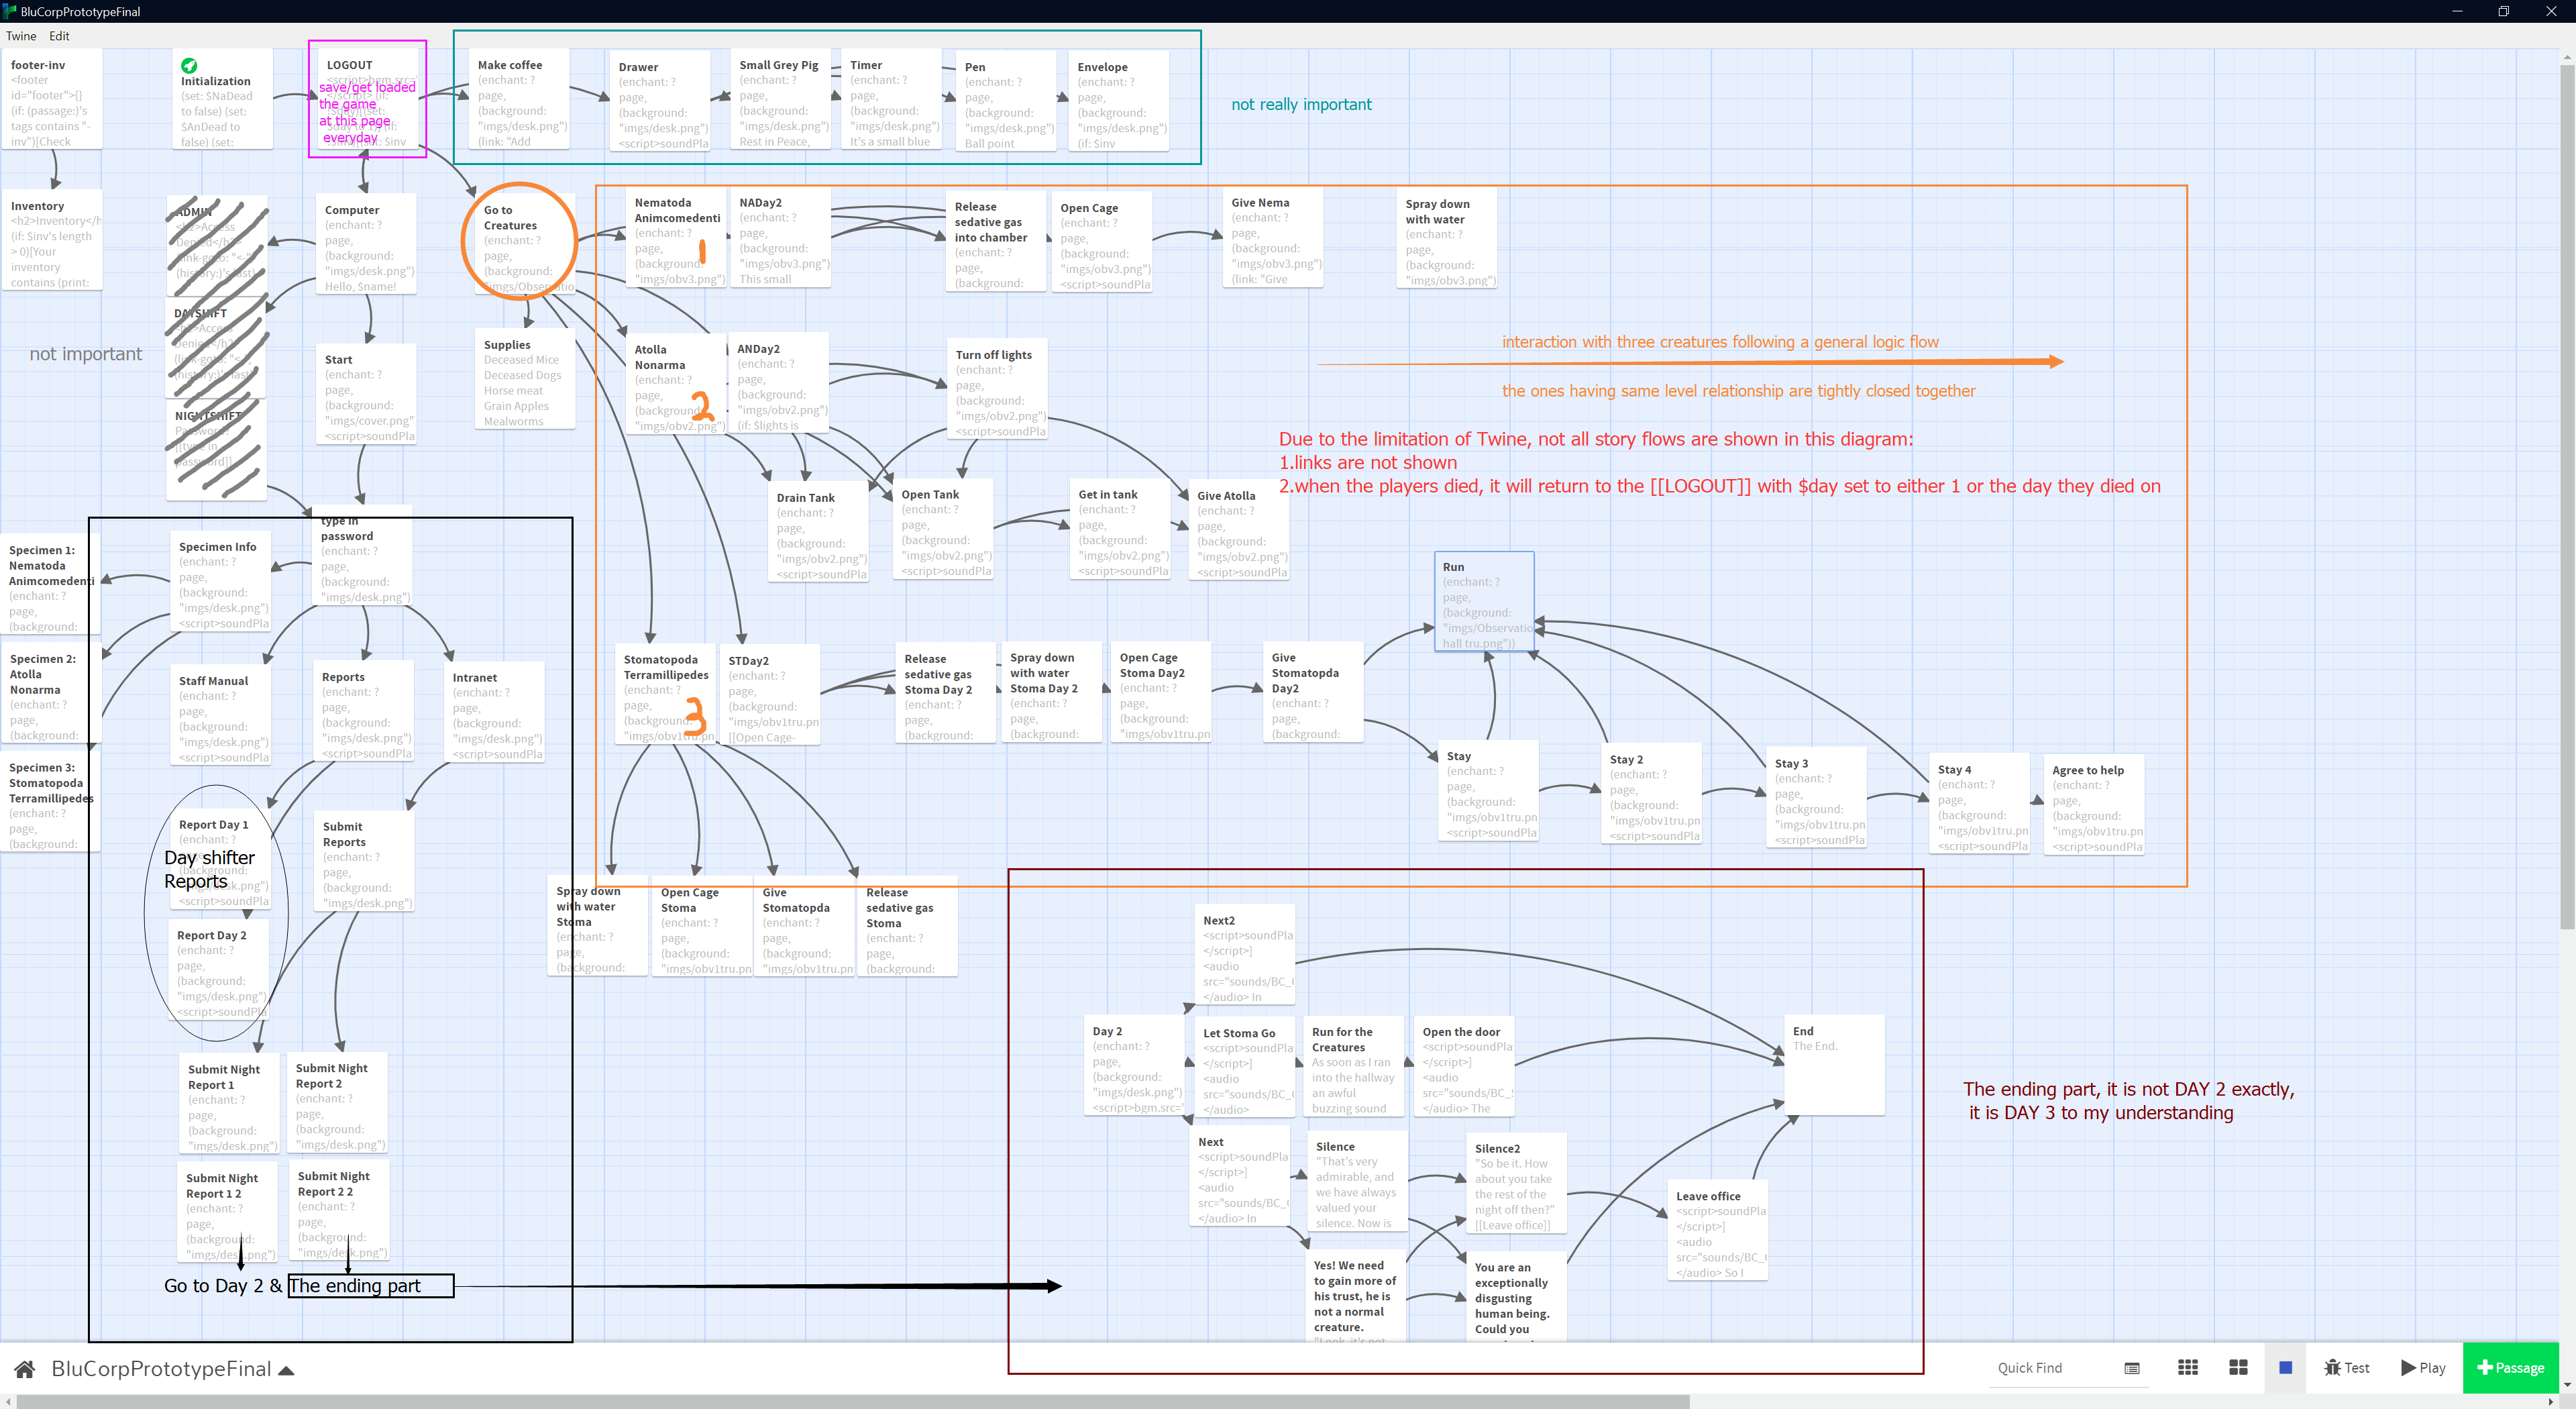 BluCorpPrototypeFinal
Twine Edit
footer-inv
<footer
id="footer">{}
(if: (passage:)'s
tags contains "-
inv")[Check
Initialization
(set: $NaDead
to false) (set:
$AnDead to
false) (set:
LOGOUT
save/get loaded
the game
at this page
everyday
Make coffee
(enchant: ?
page,
(background:
"imgs/desk.png")
(link: "Add
Drawer
(enchant: ?
page,
(background:
"imgs/desk.png")
<script>soundPla
Small Grey Pig
(enchant: ?
page,
(background:
"imgs/desk.png")
Rest in Peace,
Timer
(enchant: ?
page,
(background:
"imgs/desk.png")
It's a small blue
Pen
(enchant: ?
page,
(background:
"imgs/desk.png")
Ball point
Envelope
(enchant: ?
page,
(background:
"imgs/desk.png")
(if: $inv
not really important
Inventory
<h2>Inventory</h
(if: $inv's length
> 0)[Your
inventory
contains (print:
ADMIN
DAYSHIFT
NIGHTSHIFT
not important
Computer
(enchant: ?
page,
(background:
"imgs/desk.png")
Hello, $name!
Go to
Creatures
(enchant: ?
page,
(background:
Nematoda
Animcomedenti
(enchant: ?
page,
(background:
"imgs/obv3.png")
1
NADay2
(enchant: ?
page,
(background:
"imgs/obv3.png")
This small
Release
sedative gas
into chamber
(enchant: ?
page,
(background:
Open Cage
(enchant: ?
page,
(background:
"imgs/obv3.png")
<script>soundPla
Give Nema
(enchant: ?
page,
(background:
"imgs/obv3.png")
(link: "Give
Spray down
with water
(enchant: ?
page,
(background:
"imgs/obv3.png")
Start
(enchant: ?
page,
(background:
"imgs/cover.png"
<script>soundPla
Supplies
Deceased Mice
Deceased Dogs
Horse meat
Grain Apples
Mealworms
Atolla
Nonarma
(enchant: ?
page,
(background:
"imgs/obv2.png")
2
ANDay2
(enchant: ?
page,
(background:
"imgs/obv2.png")
(if: $lights is
Turn off lights
(enchant: ?
page,
(background:
"imgs/obv2.png")
<script>soundPla
interaction with three creatures following a general logic flow
the ones having same level relationship are tightly closed together
Due to the limitation of Twine, not all story flows are shown in this diagram:
1.links are not shown
2.when the players died, it will return to the [[LOGOUT]] with $day set to either 1 or the day they died on
Drain Tank
(enchant: ?
page,
(background:
"imgs/obv2.png")
<script>soundPla
Open Tank
(enchant: ?
page,
(background:
"imgs/obv2.png")
<script>soundPla
Get in tank
(enchant: ?
page,
(background:
"imgs/obv2.png")
<script>soundPla
Give Atolla
(enchant: ?
page,
(background:
"imgs/obv2.png")
<script>soundPla
type in
password
(enchant: ?
page,
(background:
"imgs/desk.png")
Specimen Info
(enchant: ?
page,
(background:
"imgs/desk.png")
<script>soundPla
Specimen 1:
Nematoda
Animcomedenti
(enchant: ?
page,
(background:
Specimen 2:
Atolla
Nonarma
(enchant: ?
page,
(background:
Specimen 3:
Stomatopoda
Terramillipedes
(enchant: ?
page,
(background:
Staff Manual
(enchant: ?
page,
(background:
"imgs/desk.png")
<script>soundPla
Reports
(enchant: ?
page,
(background:
"imgs/desk.png")
<script>soundPla
Intranet
(enchant: ?
page,
(background:
"imgs/desk.png")
<script>soundPla
Run
(enchant: ?
page,
(background:
"imgs/Observatio
hall tru.png"))
Stomatopoda
Terramillipedes
(enchant: ?
page,
(background:
"imgs/obv1tru.pn
3
STDay2
(enchant: ?
page,
(background:
"imgs/obv1tru.pn
[[Open Cage-
Release
sedative gas
Stoma Day 2
(enchant: ?
page,
(background:
Spray down
with water
Stoma Day 2
(enchant: ?
page,
(background:
Open Cage
Stoma Day2
(enchant: ?
page,
(background:
"imgs/obv1tru.pn
Give
Stomatopda
Day2
(enchant: ?
page,
(background:
Stay
(enchant: ?
page,
(background:
"imgs/obv1tru.pn
<script>soundPla
Stay 2
(enchant: ?
page,
(background:
"imgs/obv1tru.pn
<script>soundPla
Stay 3
(enchant: ?
page,
(background:
"imgs/obv1tru.pn
<script>soundPla
Stay 4
(enchant: ?
page,
(background:
"imgs/obv1tru.pn
<script>soundPla
Agree to help
(enchant: ?
page,
(background:
"imgs/obv1tru.pn
<script>soundPla
Report Day 1
(enchant: ?
Day shifter
Reports
<script>soundPla
Report Day 2
(enchant: ?
page,
(background:
"imgs/desk.png")
<script>soundPla
Submit
Reports
(enchant: ?
page,
(background:
"imgs/desk.png")
Spray down
with water
Stoma
(enchant: ?
page,
(background:
Open Cage
Stoma
(enchant: ?
page,
(background:
"imgs/obv1tru.pn
Give
Stomatopda
(enchant: ?
page,
(background:
"imgs/obv1tru.pn
Release
sedative gas
Stoma
(enchant: ?
page,
(background:
Submit Night
Report 1
(enchant: ?
page,
(background:
"imgs/desk.png")
Submit Night
Report 2
(enchant: ?
page,
(background:
"imgs/desk.png")
Submit Night
Report 1 2
(enchant: ?
page,
(background:
"imgs/desk.png")
Submit Night
Report 2 2
(enchant: ?
page,
(background:
"imgs/desk.png")
Go to Day 2 & The ending part
Next2
<script>soundPla
</script>]
<audio
src="sounds/BC_
</audio> In
Day 2
(enchant: ?
page,
(background:
"imgs/desk.png")
<script>bgm.src='
Let Stoma Go
<script>soundPla
</script>]
<audio
src="sounds/BC_
</audio>
Run for the
Creatures
As soon as I ran
into the hallway
an awful
buzzing sound
Open the door
<script>soundPla
</script>]
<audio
src="sounds/BC_
</audio> The
End
The End.
The ending part, it is not DAY 2 exactly,
it is DAY 3 to my understanding
Next
<script>soundPla
</script>]
<audio
src="sounds/BC_
</audio> In
Silence
"That's very
admirable, and
we have always
valued your
silence. Now is
Silence2
"So be it. How
about you take
the rest of the
night off then?"
[[Leave office]]
Leave office
<script>soundPla
</script>]
<audio
src="sounds/BC_
</audio> So I
Yes! We need
to gain more of
his trust, he is
not a normal
creature.
You are an
exceptionally
disgusting
human being.
Could you
BluCorpPrototypeFinal
Quick Find
Test
Play
Passage